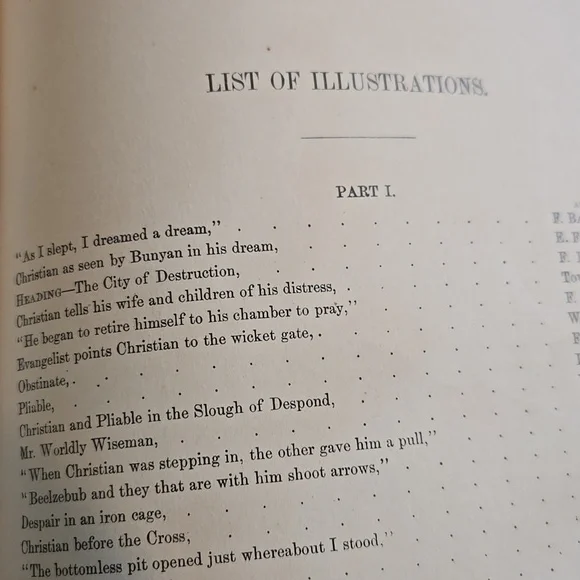 LIST OF ILLUSTRATIONS.
PART I.
"As I slept, I dreamed a dream," . . . . . . . . . . F.
Christian as seen by Bunyan in his dream, . . . . . . . . E.
HEADING—The City of Destruction, . . . . . . . . . F.
Christian tells his wife and children of his distress, . . . . . . .
"He began to retire himself to his chamber to pray," . . . . . . F.
Evangelist points Christian to the wicket gate, . . . . . . . . W
Obstinate, . . . . . . . . . . . . . .
Pliable, . . . . . . . . . . . . . .
Christian and Pliable in the Slough of Despond, . . . . . . .
Mr. Worldly Wiseman, . . . . . . . . . . .
"When Christian was stepping in, the other gave him a pull," . . . .
"Beelzebub and they that are with him shoot arrows," . . . . .
Despair in an iron cage, . . . . . . . . . . .
Christian before the Cross, . . . . . . . . . .
"The bottomless pit opened just whereabout I stood," . . . . .